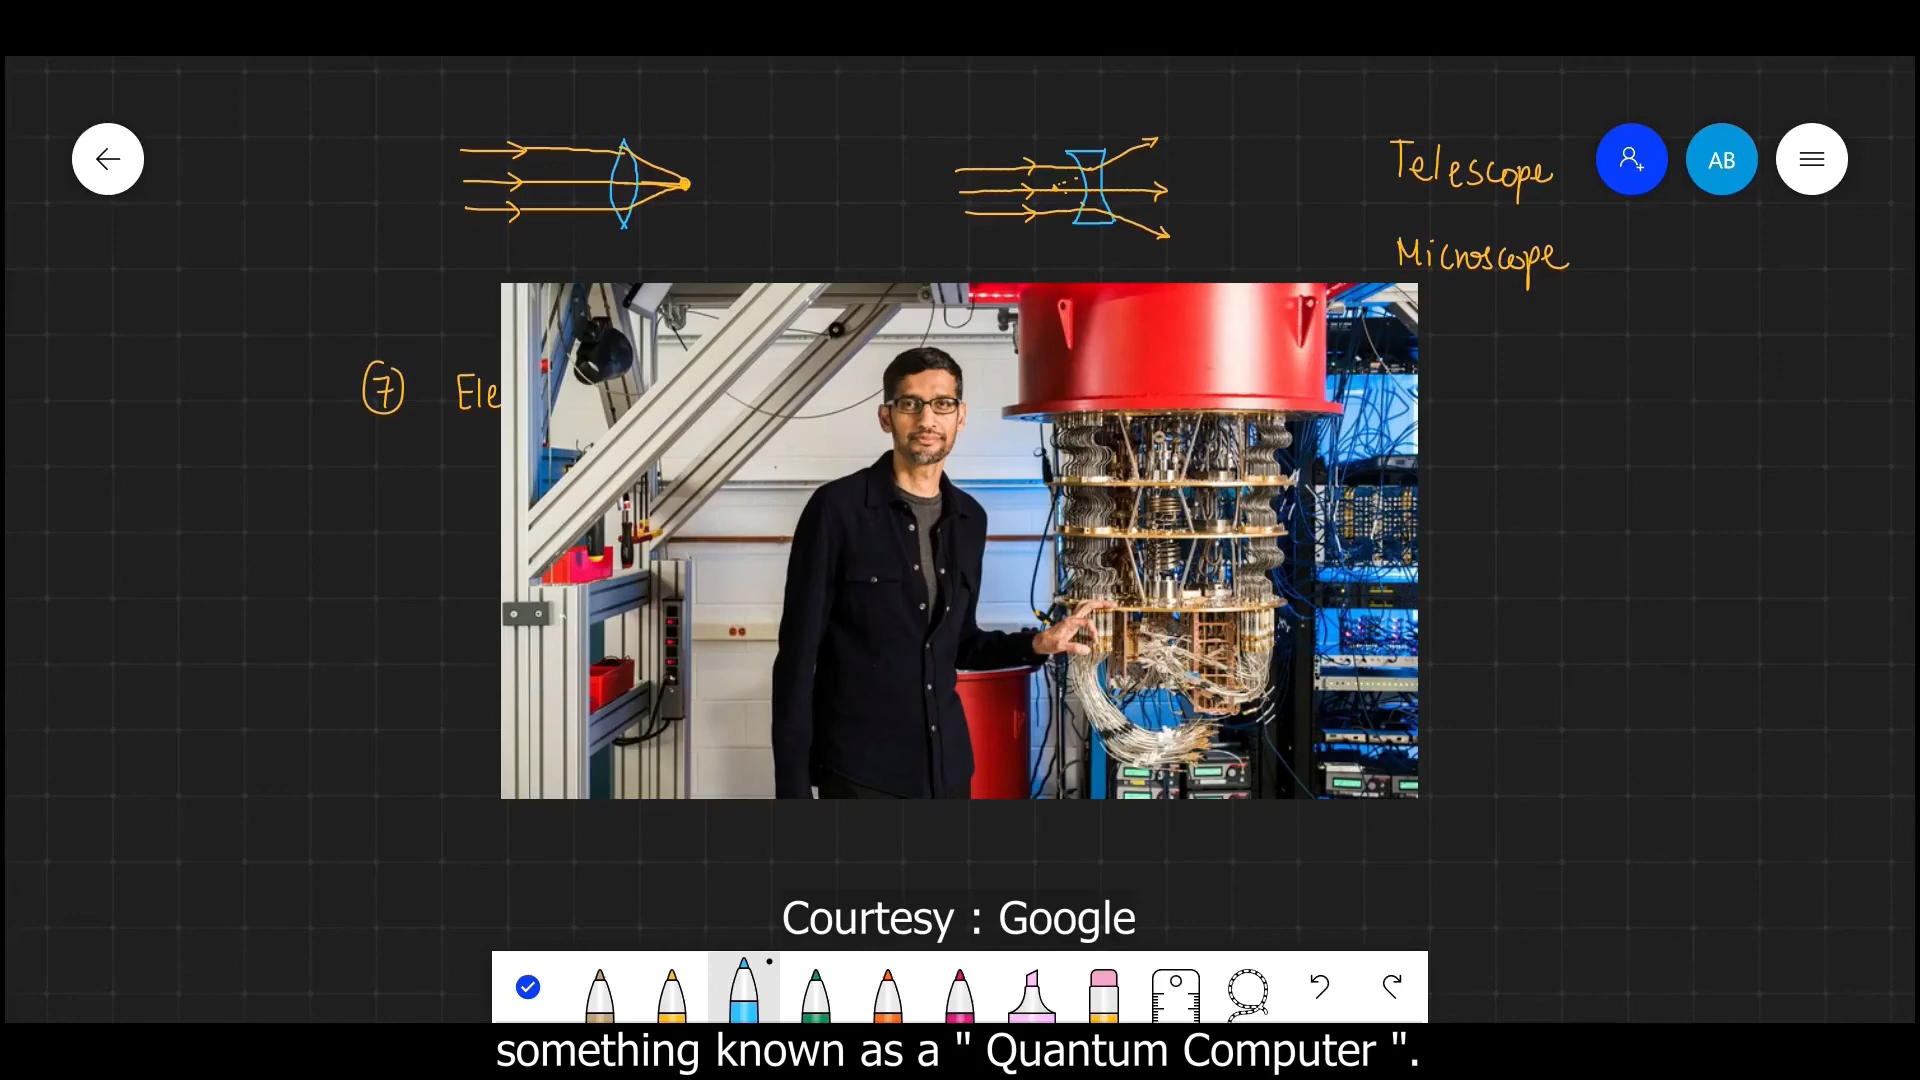 Telescope
AB
Microscope
7 Ele
Courtesy : Google
something known as a " Quantum Computer ".